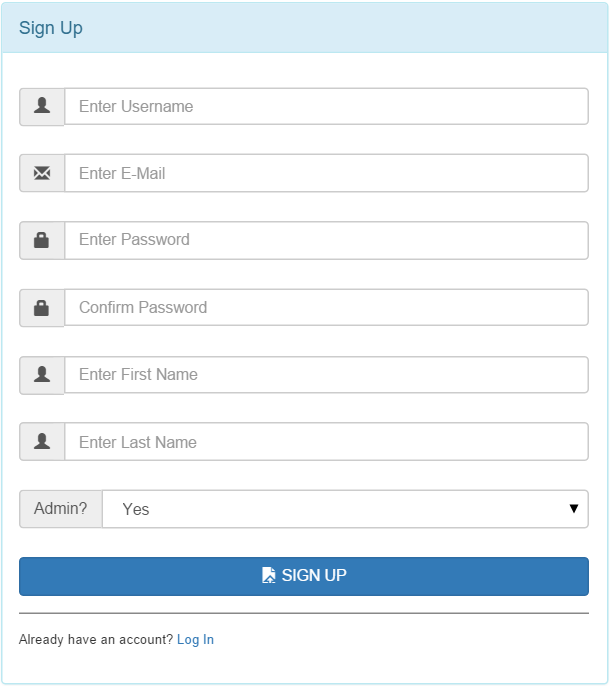 Sign Up
Enter Username
Enter E-Mail
Enter Password
Confirm Password
Enter First Name
Enter Last Name
Admin? Yes
SIGN UP
Already have an account? Log In